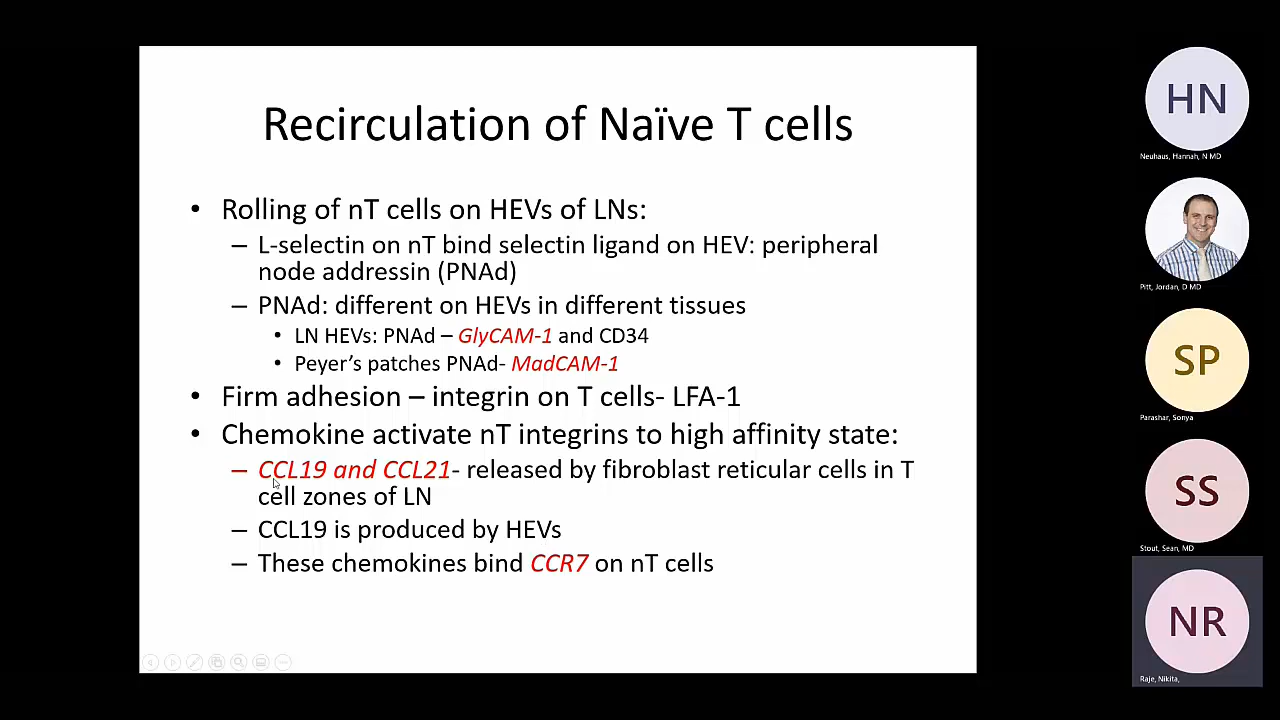 Recirculation of Naïve T cells
• Rolling of nT cells on HEVs of LNs:
– L-selectin on nT bind selectin ligand on HEV: peripheral
node addressin (PNAd)
– PNAd: different on HEVs in different tissues
• LN HEVs: PNAd – GlyCAM-1 and CD34
• Peyer's patches PNAd- MadCAM-1
• Firm adhesion – integrin on T cells- LFA-1
• Chemokine activate nT integrins to high affinity state:
– CCL19 and CCL21- released by fibroblast reticular cells in T
cell zones of LN
– CCL19 is produced by HEVs
– These chemokines bind CCR7 on nT cells
HN
Neuhaus, Hannah, N MD
Pitt, Jordan, D MD
SP
Parashar, Sonya
SS
Stout, Sean, MD
NR
Raje, Nikita,